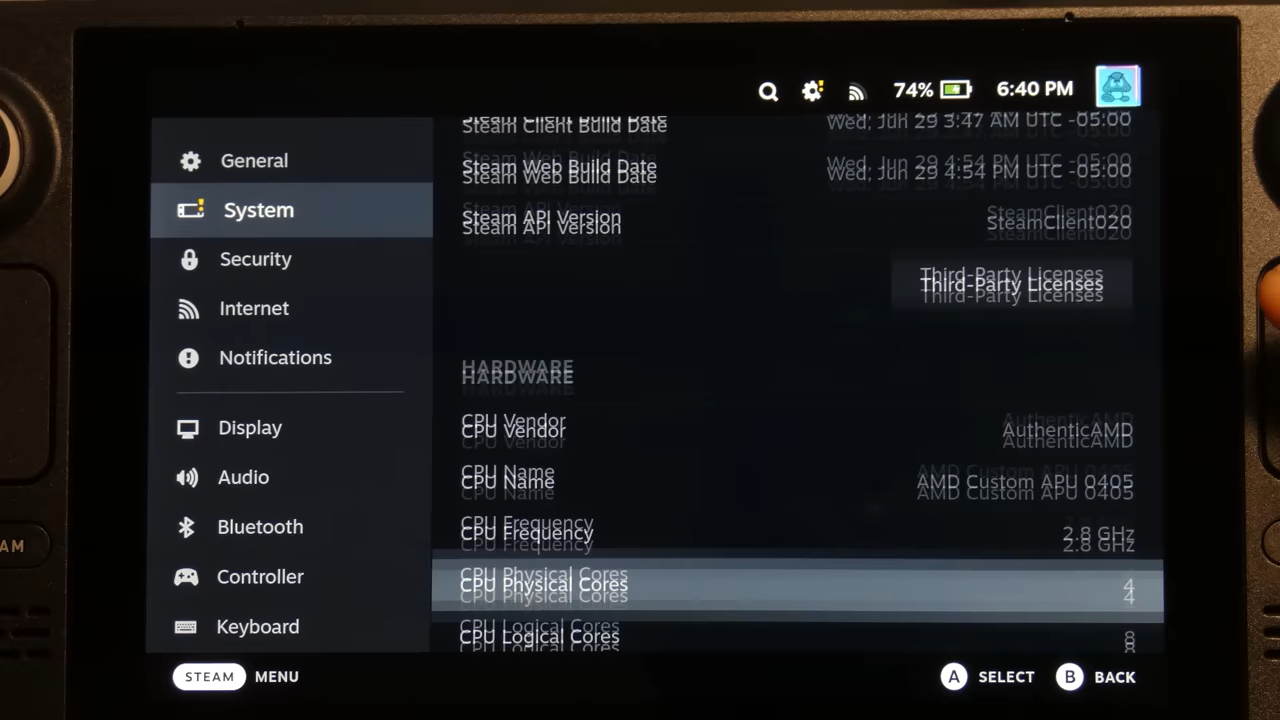 74% 6:40 PM
General
System
Security
Internet
Notifications
Display
Audio
Bluetooth
Controller
Keyboard
Steam Client Build Date Wed, Jun 29 3:47 AM UTC -05:00
Steam Web Build Date Wed, Jun 29 4:54 PM UTC -05:00
Steam API Version SteamClient020
Third-Party Licenses
HARDWARE
CPU Vendor AuthenticAMD
CPU Name AMD Custom APU 0405
CPU Frequency 2.8 GHz
CPU Physical Cores 4
CPU Logical Cores 8
AM
STEAM MENU A SELECT B BACK